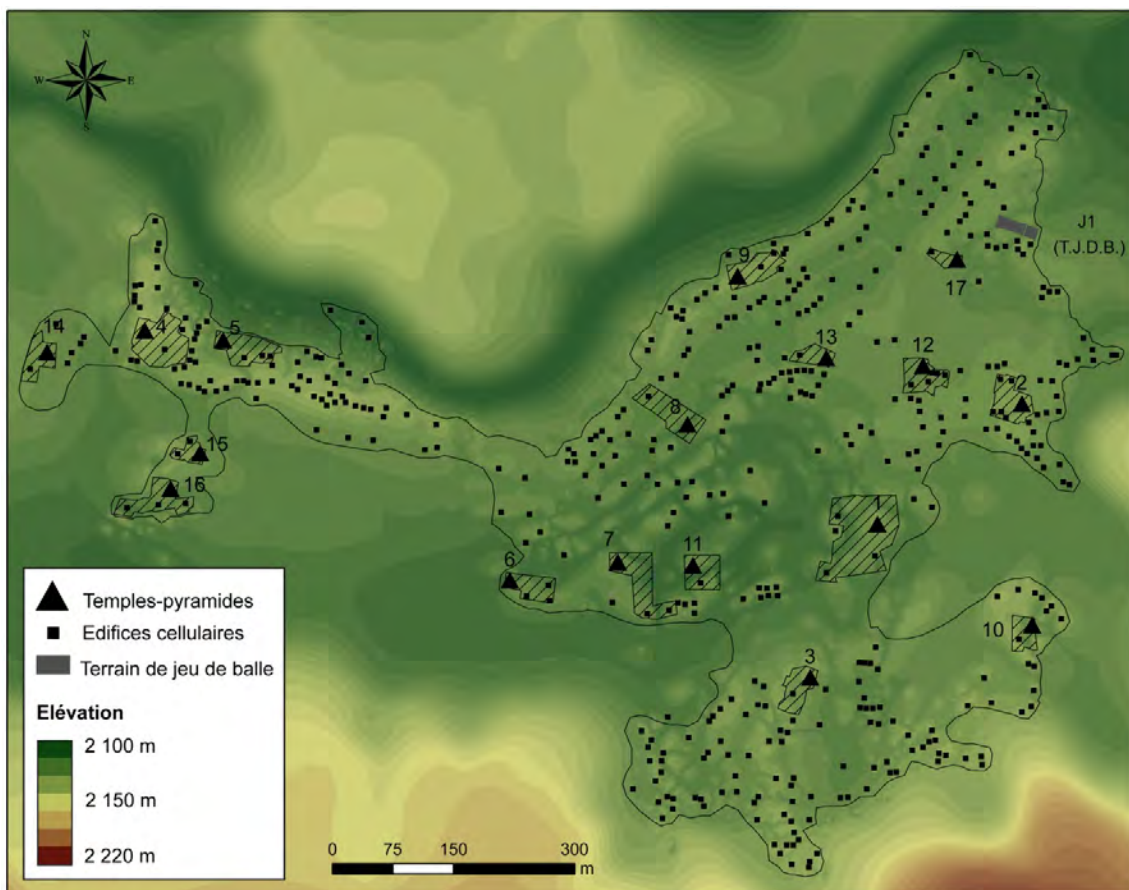 N
W E
S
J1
(T.J.D.B.)
9
17
14
4
5
13
12
2
8
15
16
1
7
11
6
10
3
Temples-pyramides
Edifices cellulaires
Terrain de jeu de balle
Elévation
2 100 m
2 150 m
2 220 m
0 75 150 300
m